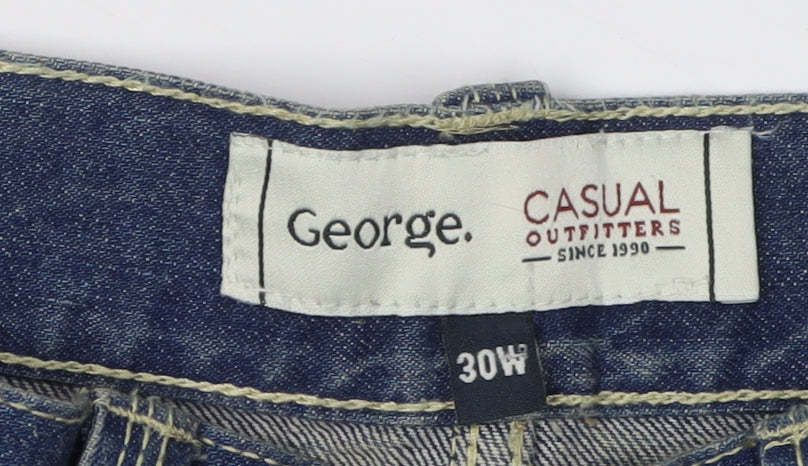 George.
CASUAL
OUTFITTERS
SINCE 1990
30W